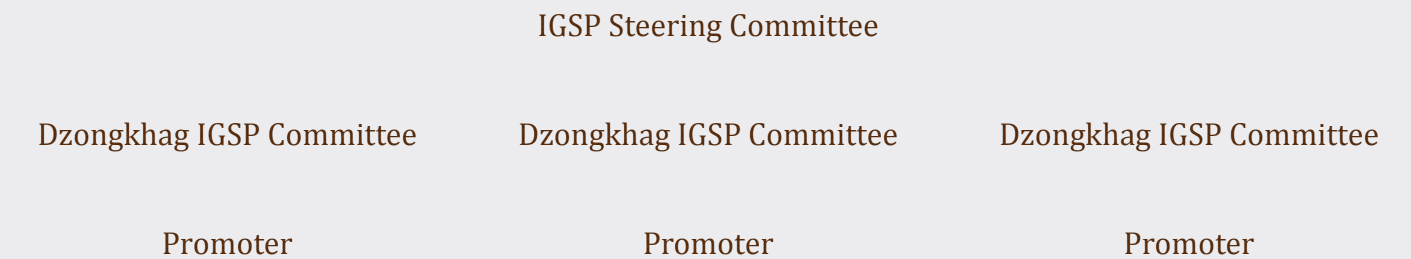 IGSP Steering Committee
Dzongkhag IGSP Committee Dzongkhag IGSP Committee Dzongkhag IGSP Committee
Promoter Promoter Promoter